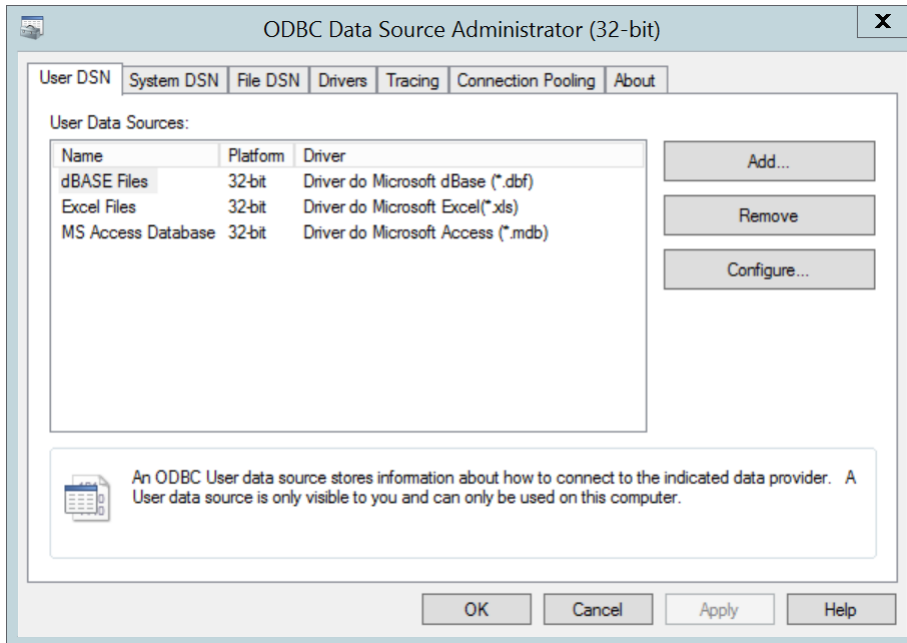 ODBC Data Source Administrator (32-bit)
X
User DSN System DSN File DSN Drivers Tracing Connection Pooling About
User Data Sources:
Name Platform Driver
dBASE Files 32-bit Driver do Microsoft dBase (*.dbf)
Excel Files 32-bit Driver do Microsoft Excel(*.xls)
MS Access Database 32-bit Driver do Microsoft Access (*.mdb)
Add...
Remove
Configure...
An ODBC User data source stores information about how to connect to the indicated data provider. A
User data source is only visible to you and can only be used on this computer.
OK Cancel Apply Help